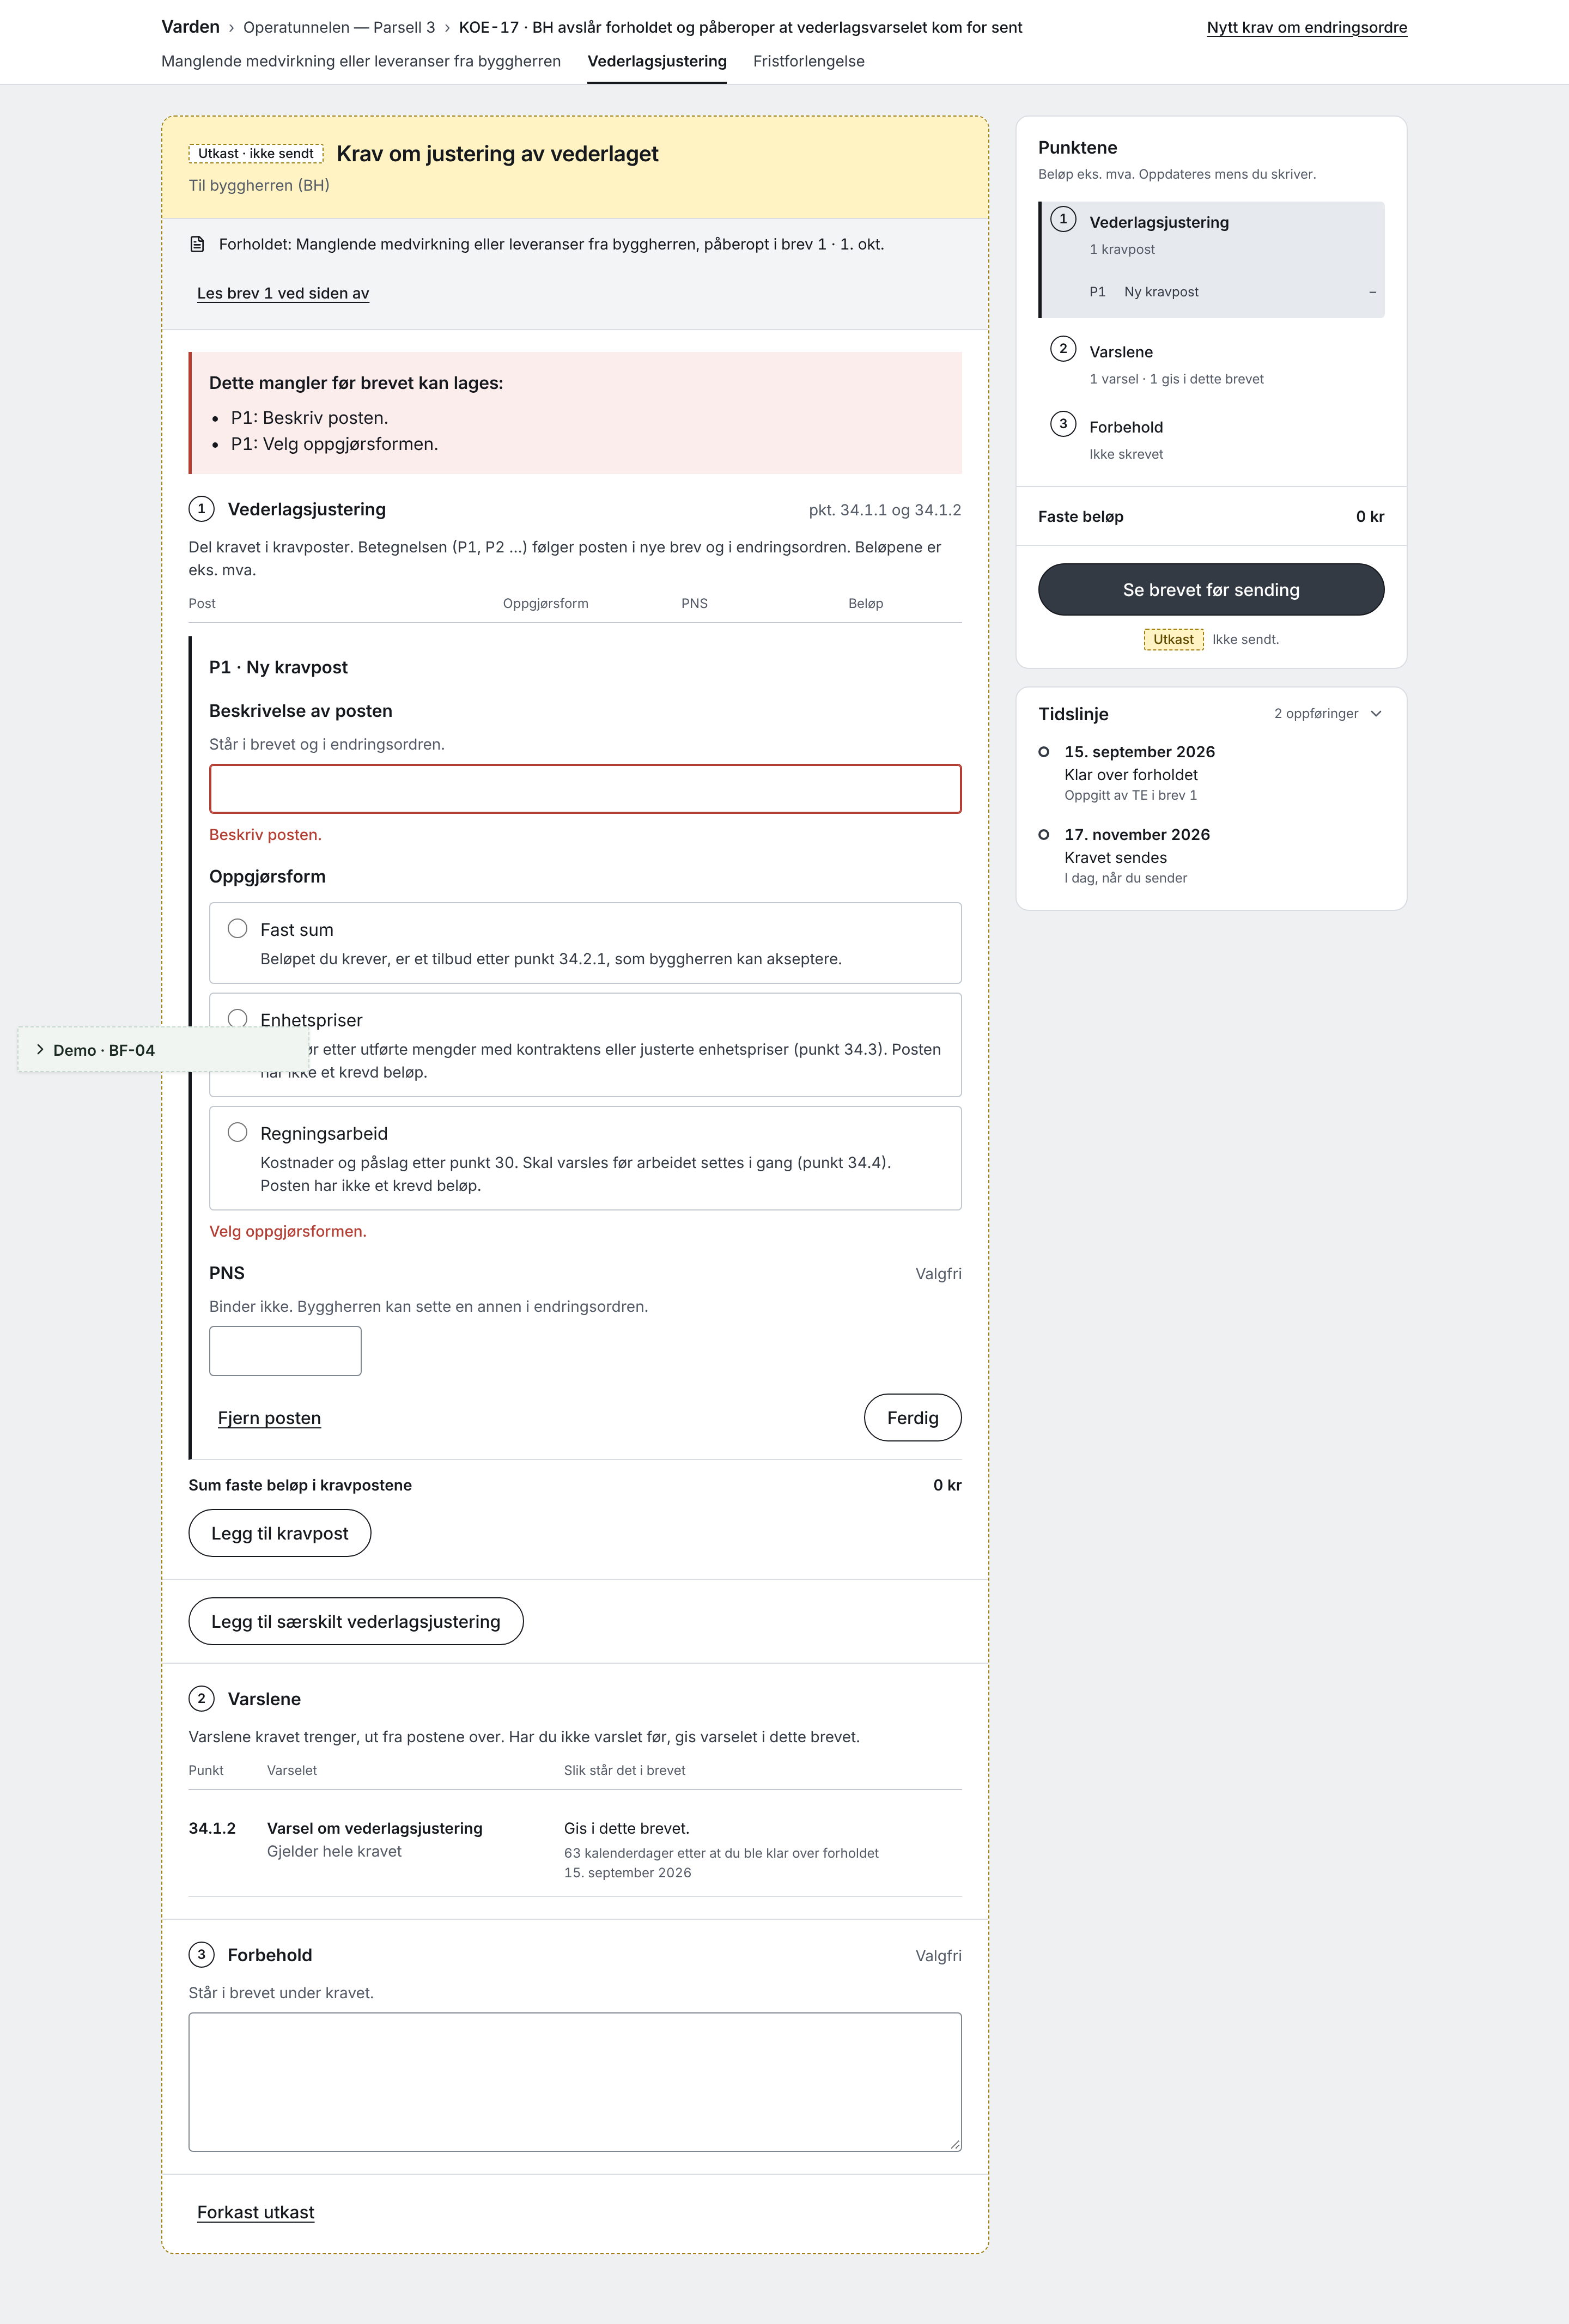 Varden › Operatunnelen — Parsell 3 › KOE-17 · BH avslår forholdet og påberoper at vederlagsvarselet kom for sent
Nytt krav om endringsordre
Manglende medvirkning eller leveranser fra byggherren
Vederlagsjustering
Fristforlengelse
Utkast · ikke sendt
Krav om justering av vederlaget
Til byggherren (BH)
Forholdet: Manglende medvirkning eller leveranser fra byggherren, påberopt i brev 1 · 1. okt.
Les brev 1 ved siden av
Dette mangler før brevet kan lages:
• P1: Beskriv posten.
• P1: Velg oppgjørsformen.
1 Vederlagsjustering
pkt. 34.1.1 og 34.1.2
Del kravet i kravposter. Betegnelsen (P1, P2 …) følger posten i nye brev og i endringsordren. Beløpene er
eks. mva.
Post Oppgjørsform PNS Beløp
P1 · Ny kravpost
Beskrivelse av posten
Står i brevet og i endringsordren.
Beskriv posten.
Oppgjørsform
Fast sum
Beløpet du krever, er et tilbud etter punkt 34.2.1, som byggherren kan akseptere.
Enhetspriser
etter utførte mengder med kontraktens eller justerte enhetspriser (punkt 34.3). Posten
har ikke et krevd beløp.
Demo · BF-04
Regningsarbeid
Kostnader og påslag etter punkt 30. Skal varsles før arbeidet settes i gang (punkt 34.4).
Posten har ikke et krevd beløp.
Velg oppgjørsformen.
PNS
Valgfri
Binder ikke. Byggherren kan sette en annen i endringsordren.
Fjern posten
Ferdig
Sum faste beløp i kravpostene
0 kr
Legg til kravpost
Legg til særskilt vederlagsjustering
2 Varslene
Varslene kravet trenger, ut fra postene over. Har du ikke varslet før, gis varselet i dette brevet.
Punkt Varselet Slik står det i brevet
34.1.2 Varsel om vederlagsjustering
Gjelder hele kravet
Gis i dette brevet.
63 kalenderdager etter at du ble klar over forholdet
15. september 2026
3 Forbehold
Valgfri
Står i brevet under kravet.
Forkast utkast
Punktene
Beløp eks. mva. Oppdateres mens du skriver.
1 Vederlagsjustering
1 kravpost
P1 Ny kravpost –
2 Varslene
1 varsel · 1 gis i dette brevet
3 Forbehold
Ikke skrevet
Faste beløp 0 kr
Se brevet før sending
Utkast Ikke sendt.
Tidslinje
2 oppføringer
15. september 2026
Klar over forholdet
Oppgitt av TE i brev 1
17. november 2026
Kravet sendes
I dag, når du sender